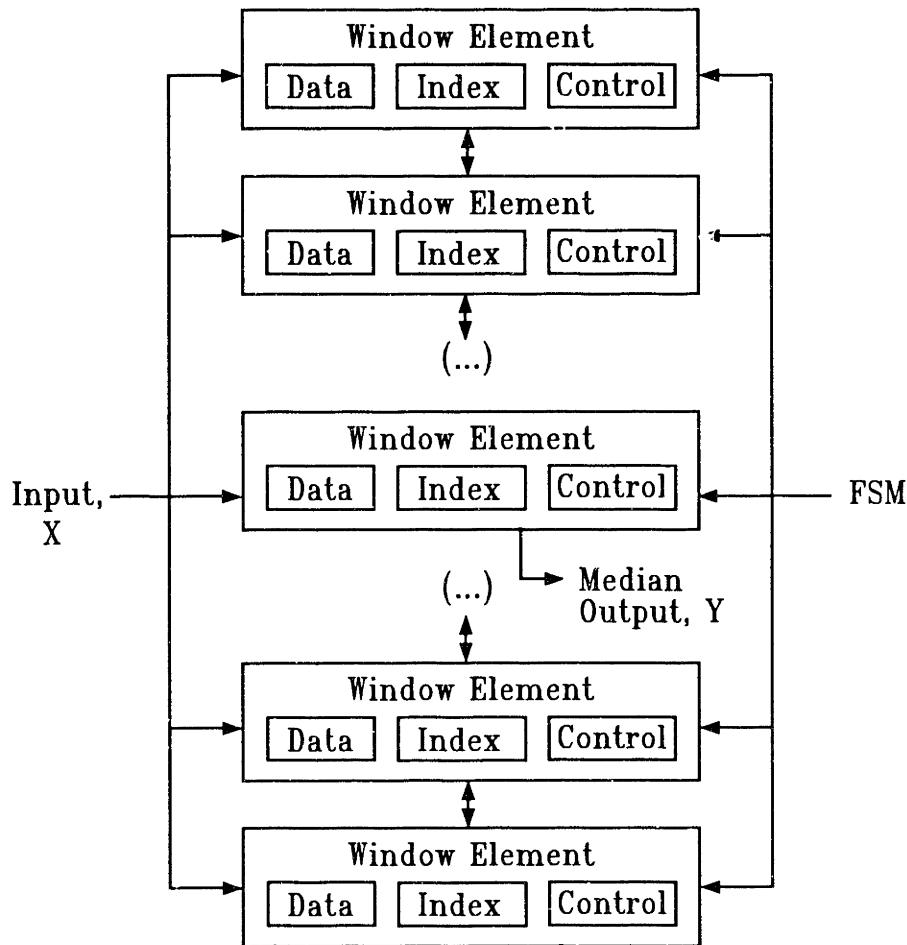 Window Element
Data Index Control
Window Element
Data Index Control
(...)
Window Element
Data Index Control
Input,
X
FSM
(...)
Median
Output, Y
Window Element
Data Index Control
Window Element
Data Index Control